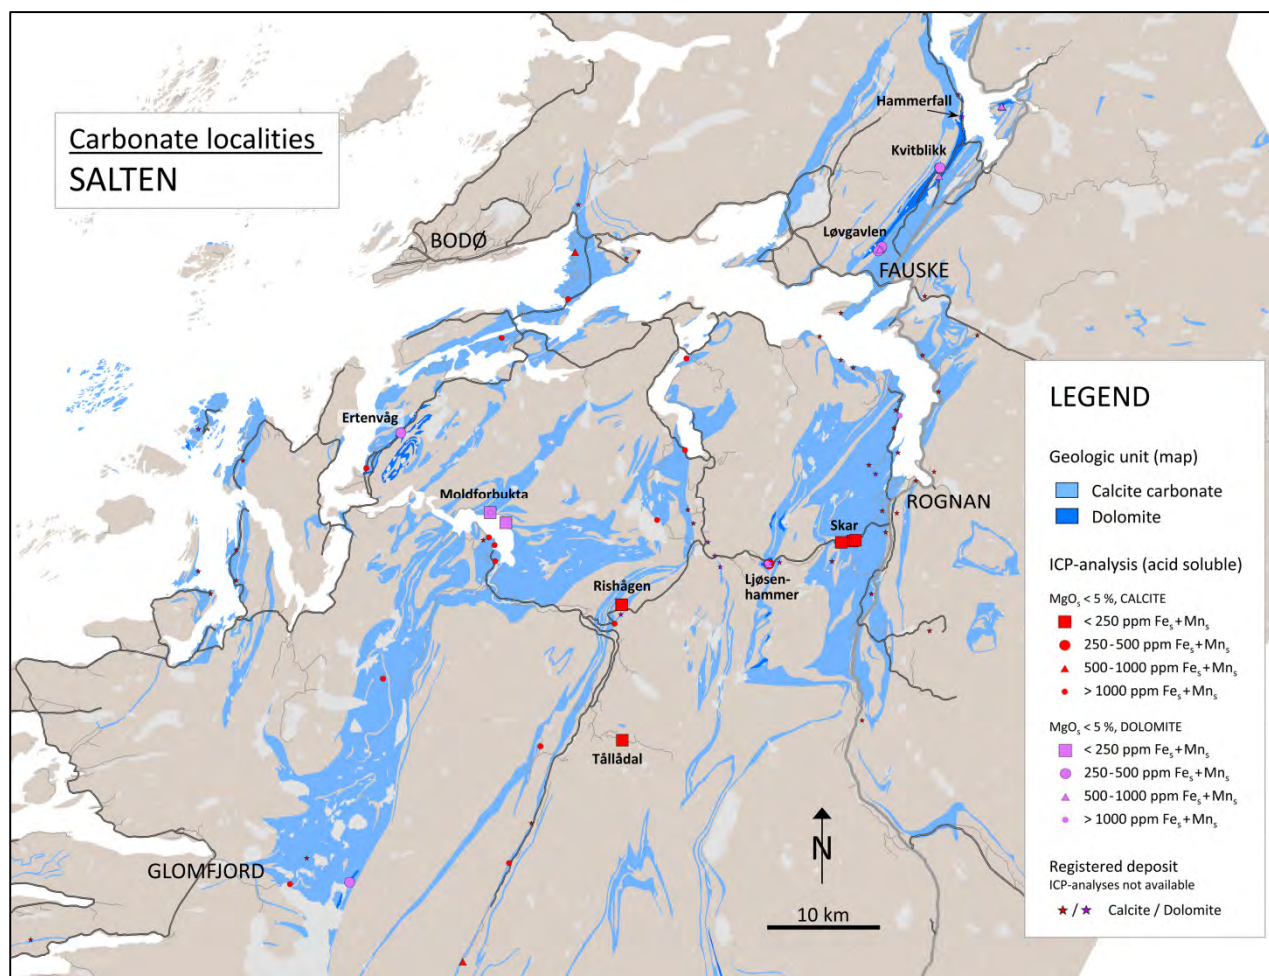 Carbonate localities
SALTEN
Hammerfall
Kvitblikk
BODØ
Løvgavlen
FAUSKE
Ertenvåg
Moldforbukta
ROGNAN
Skar
Rishågen
Ljøsen-
hammer
Tållådal
GLOMFJORD
N
10 km
LEGEND
Geologic unit (map)
Calcite carbonate
Dolomite
ICP-analysis (acid soluble)
MgOs < 5 %, CALCITE
< 250 ppm Fes+Mns
250-500 ppm Fes+Mns
500-1000 ppm Fes+Mns
> 1000 ppm Fes+Mns
MgOs < 5 %, DOLOMITE
< 250 ppm Fes+Mns
250-500 ppm Fes+Mns
500-1000 ppm Fes+Mns
> 1000 ppm Fes+Mns
Registered deposit
ICP-analyses not available
/ Calcite / Dolomite